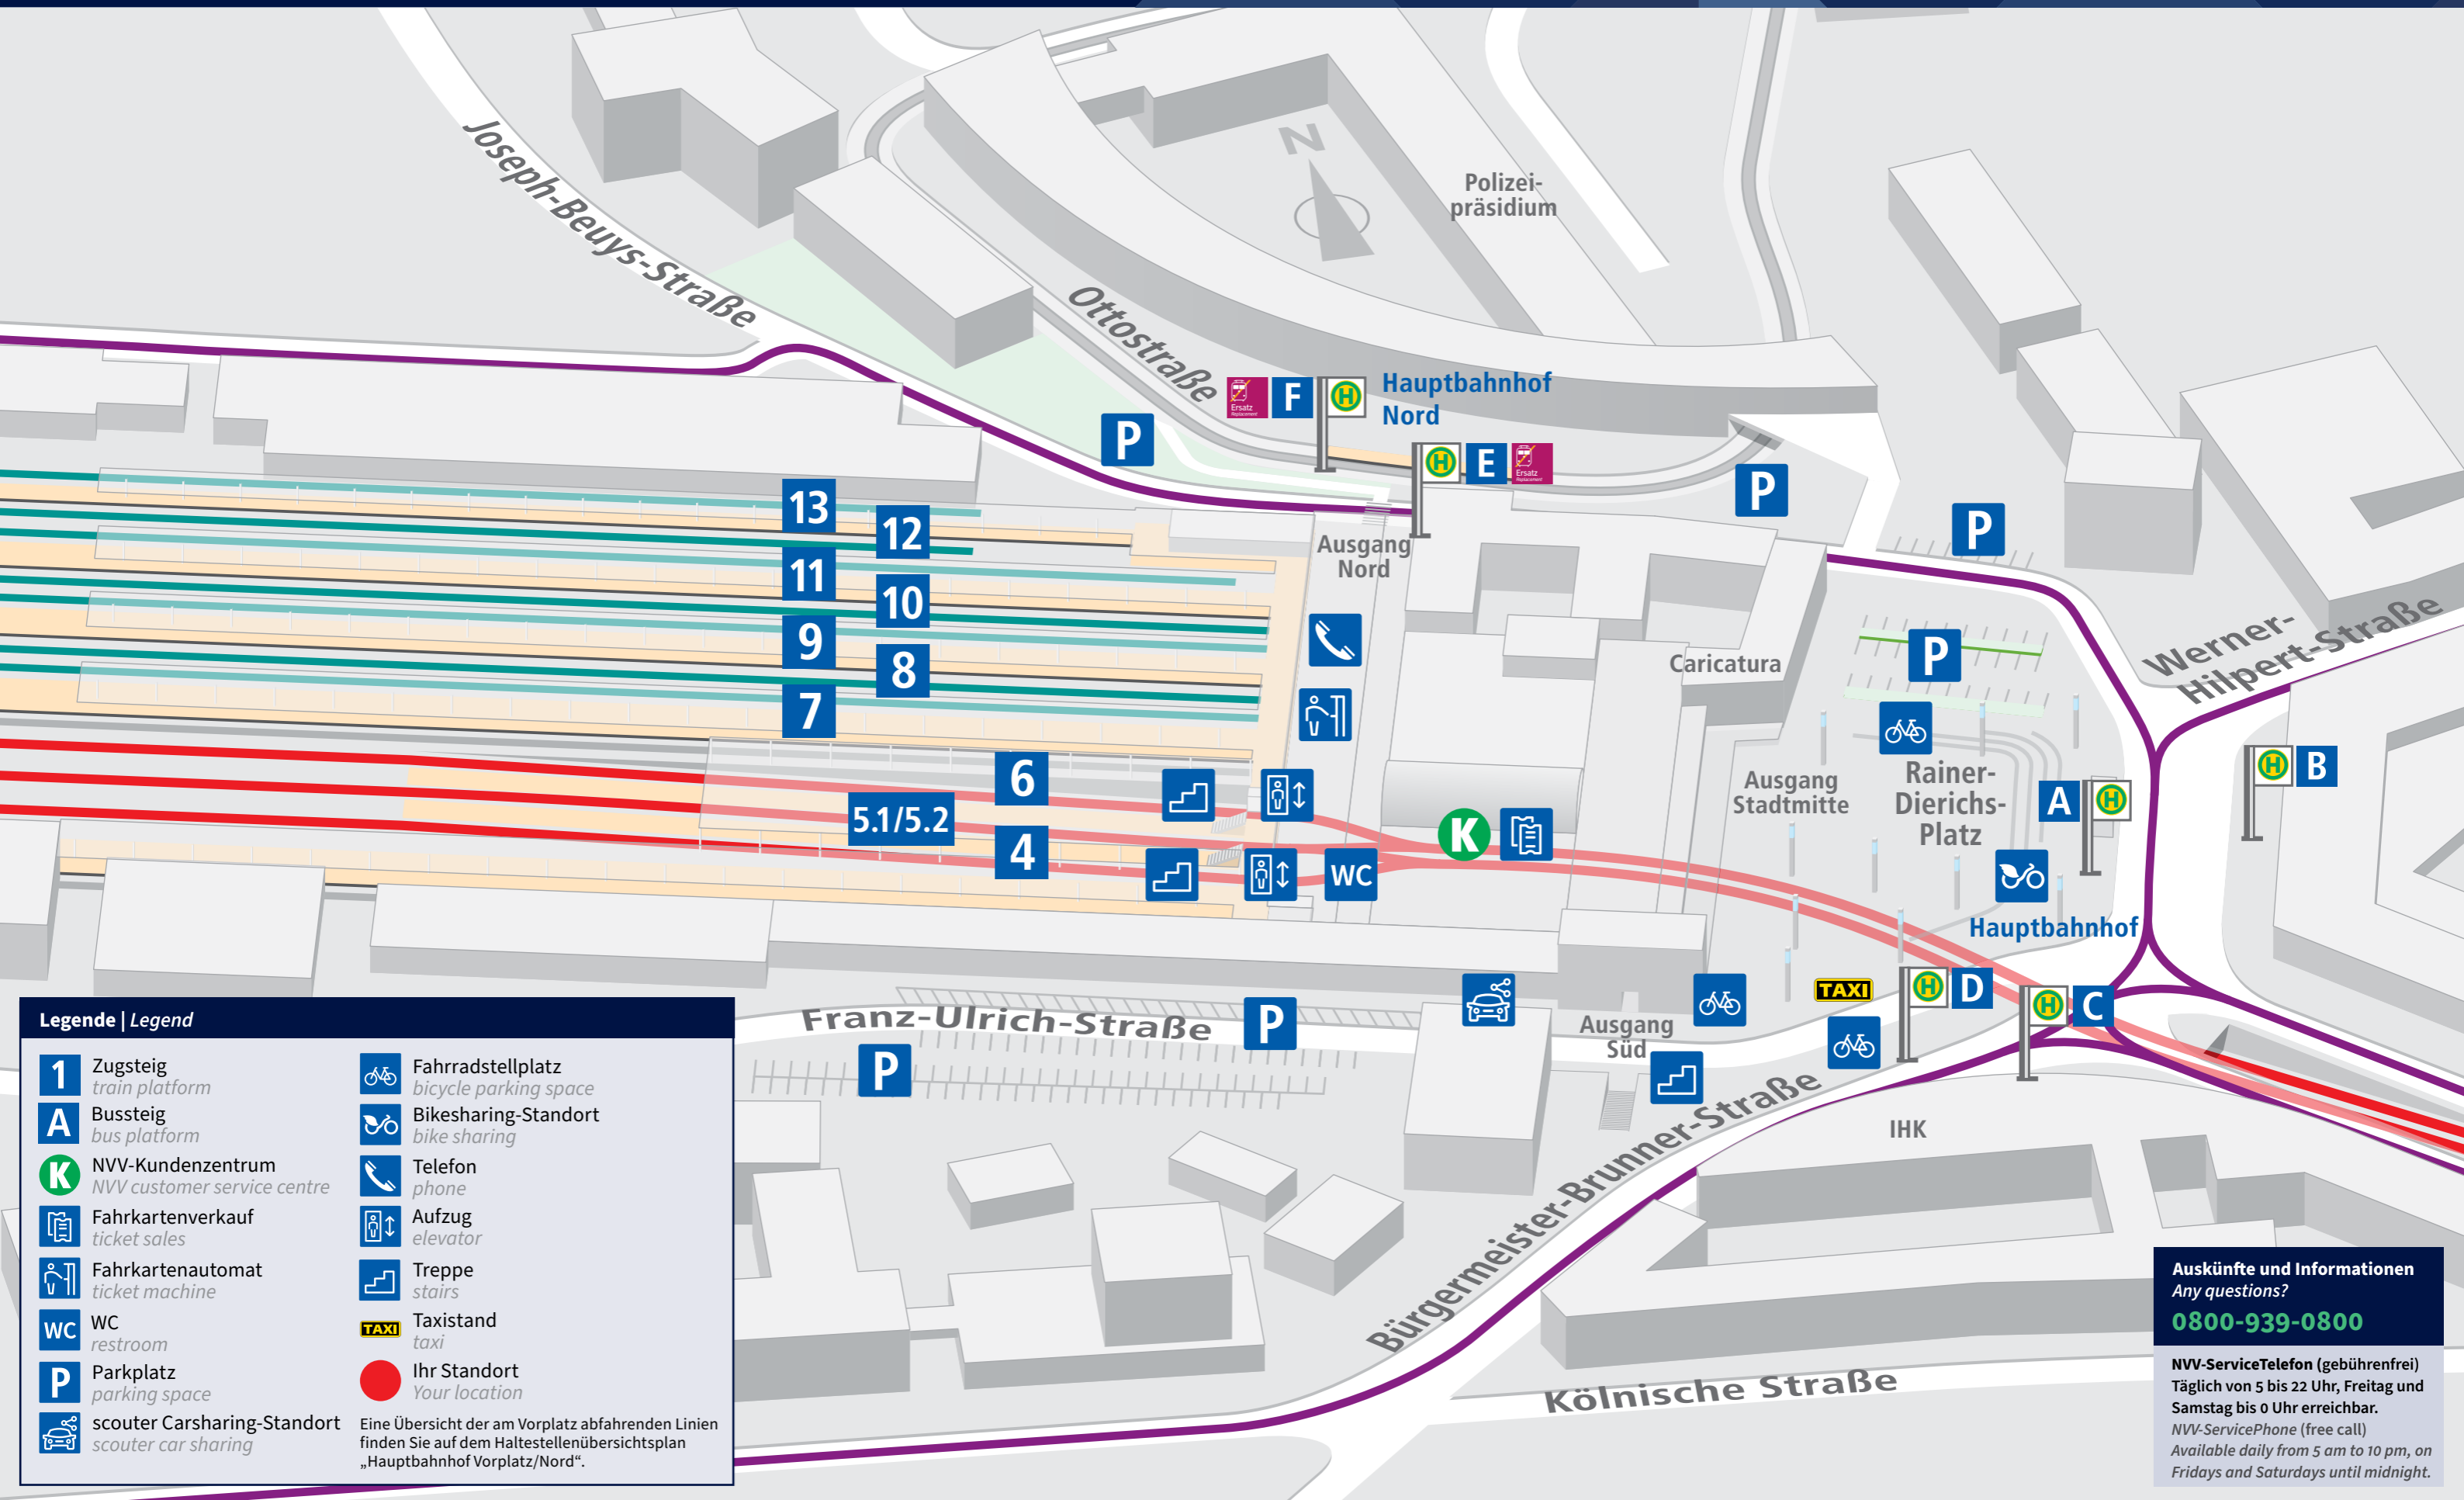 Joseph-Beuys-Straße
N
Polizei-
präsidium
Ottostraße
Ersatz
Replacement
F
H
Hauptbahnhof
Nord
P
H
E
Ersatz
Replacement
P
P
13
12
11
10
9
8
7
6
5.1/5.2
4
Ausgang
Nord
Caricatura
P
Werner-
Hilpert-Straße
Ausgang
Stadtmitte
Rainer-
Dierichs-
Platz
A
H
H
B
K
WC
Hauptbahnhof
TAXI
H
D
H
C
Franz-Ulrich-Straße
P
P
Ausgang
Süd
Bürgermeister-Brunner-Straße
IHK
Kölnische Straße
Legende | Legend
1
Zugsteig
train platform
A
Bussteig
bus platform
K
NVV-Kundenzentrum
NVV customer service centre
Fahrkartenverkauf
ticket sales
Fahrkartenautomat
ticket machine
WC
WC
restroom
P
Parkplatz
parking space
scouter Carsharing-Standort
scouter car sharing
Fahrradstellplatz
bicycle parking space
Bikesharing-Standort
bike sharing
Telefon
phone
Aufzug
elevator
Treppe
stairs
TAXI
Taxistand
taxi
Ihr Standort
Your location
Eine Übersicht der am Vorplatz abfahrenden Linien
finden Sie auf dem Haltestellenübersichtsplan
„Hauptbahnhof Vorplatz/Nord“.
Auskünfte und Informationen
Any questions?
0800-939-0800
NVV-ServiceTelefon (gebührenfrei)
Täglich von 5 bis 22 Uhr, Freitag und
Samstag bis 0 Uhr erreichbar.
NVV-ServicePhone (free call)
Available daily from 5 am to 10 pm, on
Fridays and Saturdays until midnight.